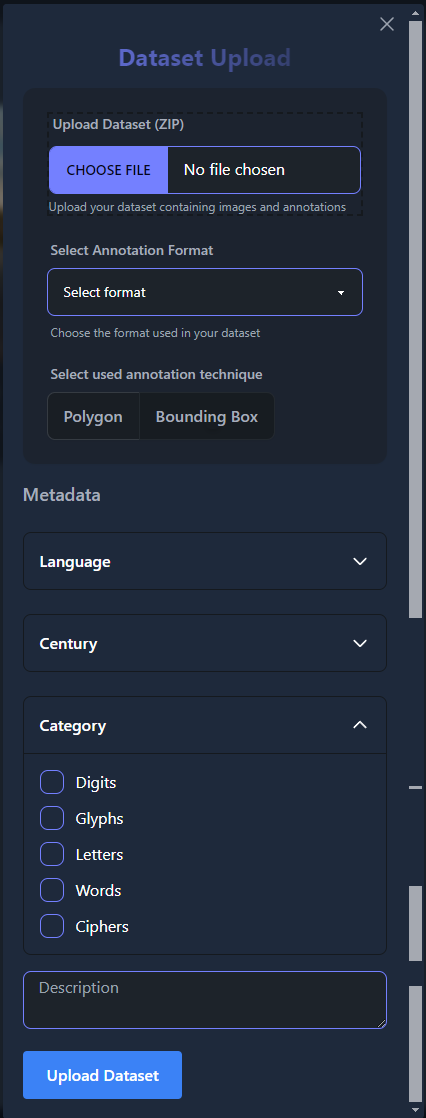 Dataset Upload
Upload Dataset (ZIP)
CHOOSE FILE No file chosen
Upload your dataset containing images and annotations
Select Annotation Format
Select format
Choose the format used in your dataset
Select used annotation technique
Polygon Bounding Box
Metadata
Language
Century
Category
Digits
Glyphs
Letters
Words
Ciphers
Description
Upload Dataset